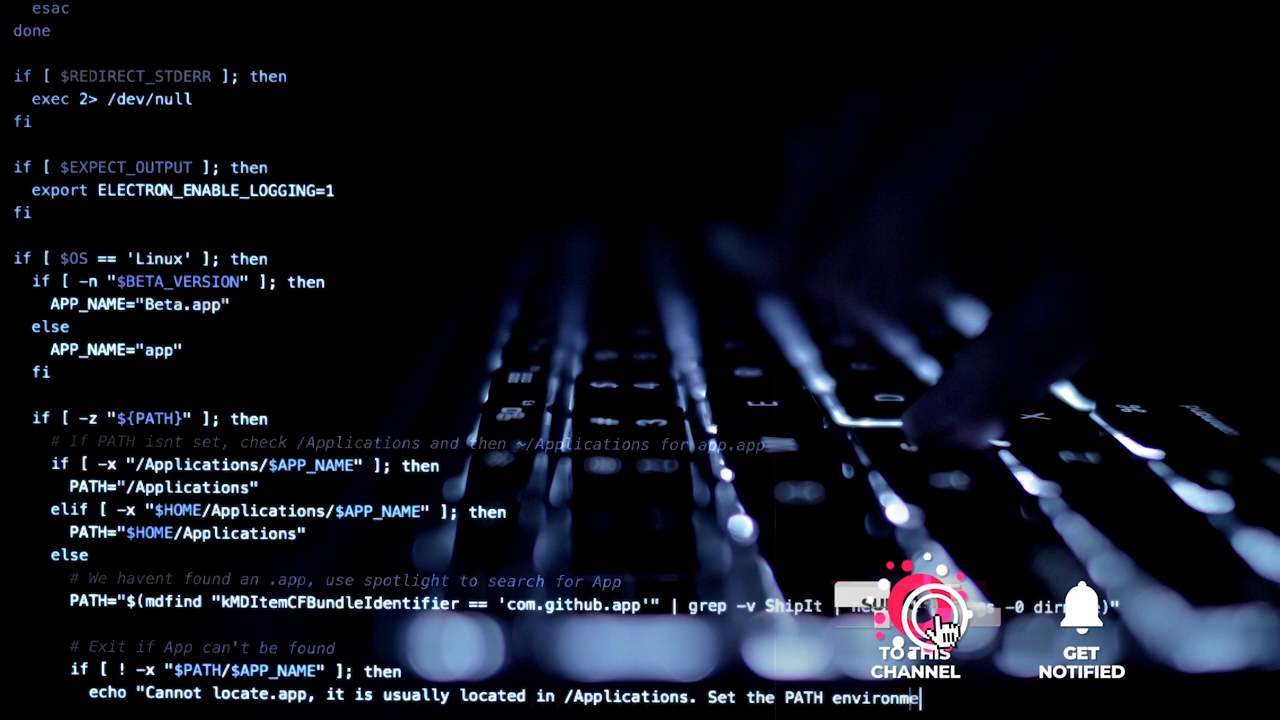 esac
done
if [ $REDIRECT_STDERR ]; then
exec 2> /dev/null
fi
if [ $EXPECT_OUTPUT ]; then
export ELECTRON_ENABLE_LOGGING=1
fi
if [ $OS == 'Linux' ]; then
if [ -n "$BETA_VERSION" ]; then
APP_NAME="Beta.app"
else
APP_NAME="app"
fi
if [ -z "${PATH}" ]; then
# If PATH isnt set, check /Applications and then ~/Applications for app.app
if [ -x "/Applications/$APP_NAME" ]; then
PATH="/Applications"
elif [ -x "$HOME/Applications/$APP_NAME" ]; then
PATH="$HOME/Applications"
else
# We havent found an .app, use spotlight to search for App
PATH="$(mdfind "kMDItemCFBundleIdentifier == 'com.github.app'" | grep -v ShipIt | -0
# Exit if App can't be found
if [ ! -x "$PATH/$APP_NAME" ]; then
echo "Cannot locate.app, it is usually located in /Applications. Set the PATH environme
TO THIS
CHANNEL
GET
NOTIFIED